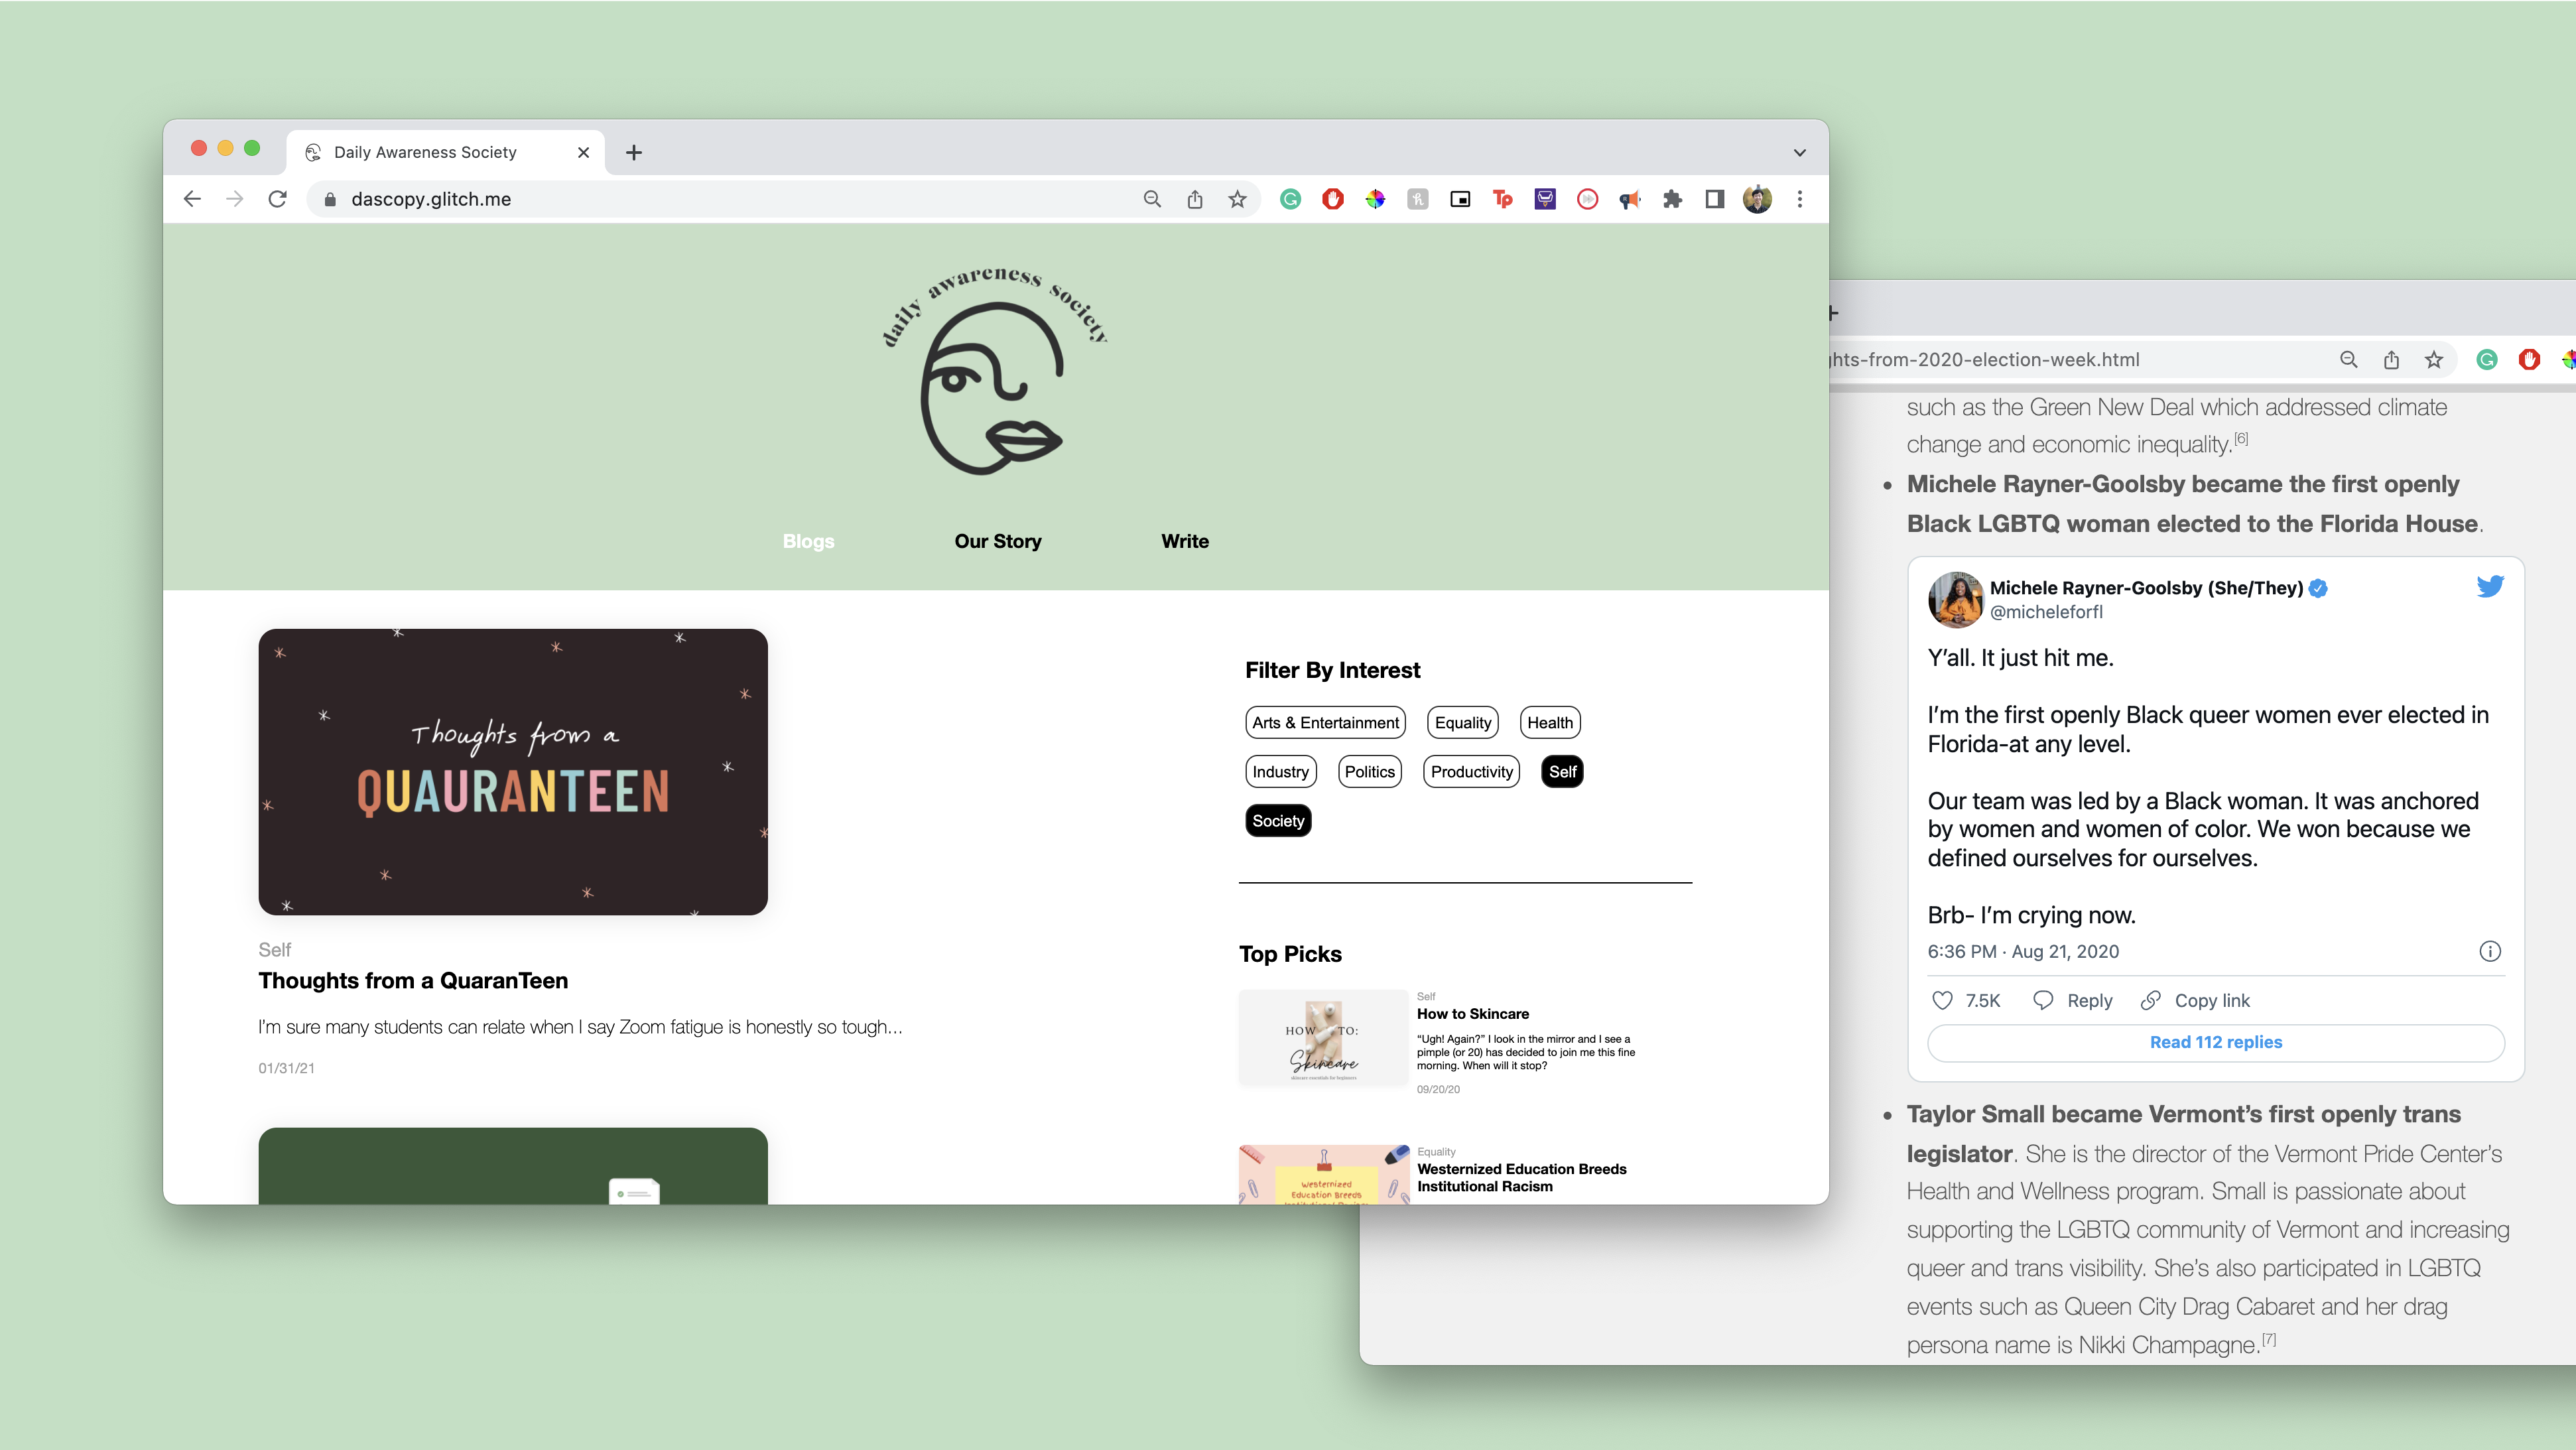 Daily Awareness Society
dascopy.glitch.me
daily awareness society
Blogs
Our Story
Write
Thoughts from a
QUAURANTEEN
Self
Thoughts from a QuaranTeen
I'm sure many students can relate when I say Zoom fatigue is honestly so tough...
01/31/21
Filter By Interest
Arts & Entertainment
Equality
Health
Industry
Politics
Productivity
Self
Society
Top Picks
HOW TO:
Skincare
skincare essentials for beginners
Self
How to Skincare
“Ugh! Again?” I look in the mirror and I see a
pimple (or 20) has decided to join me this fine
morning. When will it stop?
09/20/20
Westernized
Education Breeds
Institutional Racism
Equality
Westernized Education Breeds
Institutional Racism
hts-from-2020-election-week.html
such as the Green New Deal which addressed climate
change and economic inequality.[6]
• Michele Rayner-Goolsby became the first openly
Black LGBTQ woman elected to the Florida House.
Michele Rayner-Goolsby (She/They)
@micheleforfl
Y’all. It just hit me.
I’m the first openly Black queer women ever elected in
Florida-at any level.
Our team was led by a Black woman. It was anchored
by women and women of color. We won because we
defined ourselves for ourselves.
Brb- I’m crying now.
6:36 PM · Aug 21, 2020
7.5K
Reply
Copy link
Read 112 replies
• Taylor Small became Vermont’s first openly trans
legislator. She is the director of the Vermont Pride Center’s
Health and Wellness program. Small is passionate about
supporting the LGBTQ community of Vermont and increasing
queer and trans visibility. She’s also participated in LGBTQ
events such as Queen City Drag Cabaret and her drag
persona name is Nikki Champagne.[7]